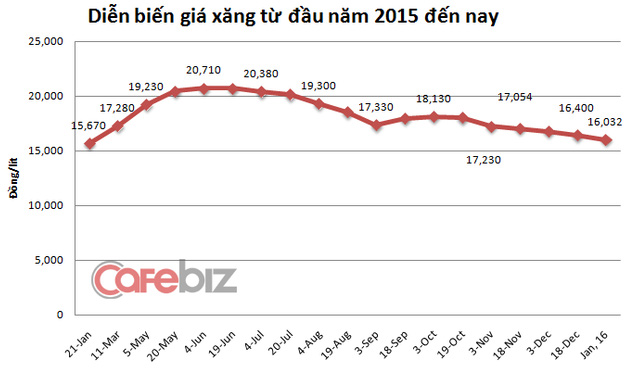 Diễn biến giá xăng từ đầu năm 2015 đến nay
25,000
20,000
15,000
10,000
5,000
0
Đồng/lít
15,670
17,280
19,230
20,710
20,380
19,300
17,330
18,130
17,230
17,054
16,400
16,032
CaFebiz
21-Jan
11-Mar
5-May
20-May
4-Jun
19-Jun
4-Jul
20-Jul
4-Aug
19-Aug
3-Sep
18-Sep
3-Oct
19-Oct
3-Nov
18-Nov
3-Dec
18-Dec
Jan, 16